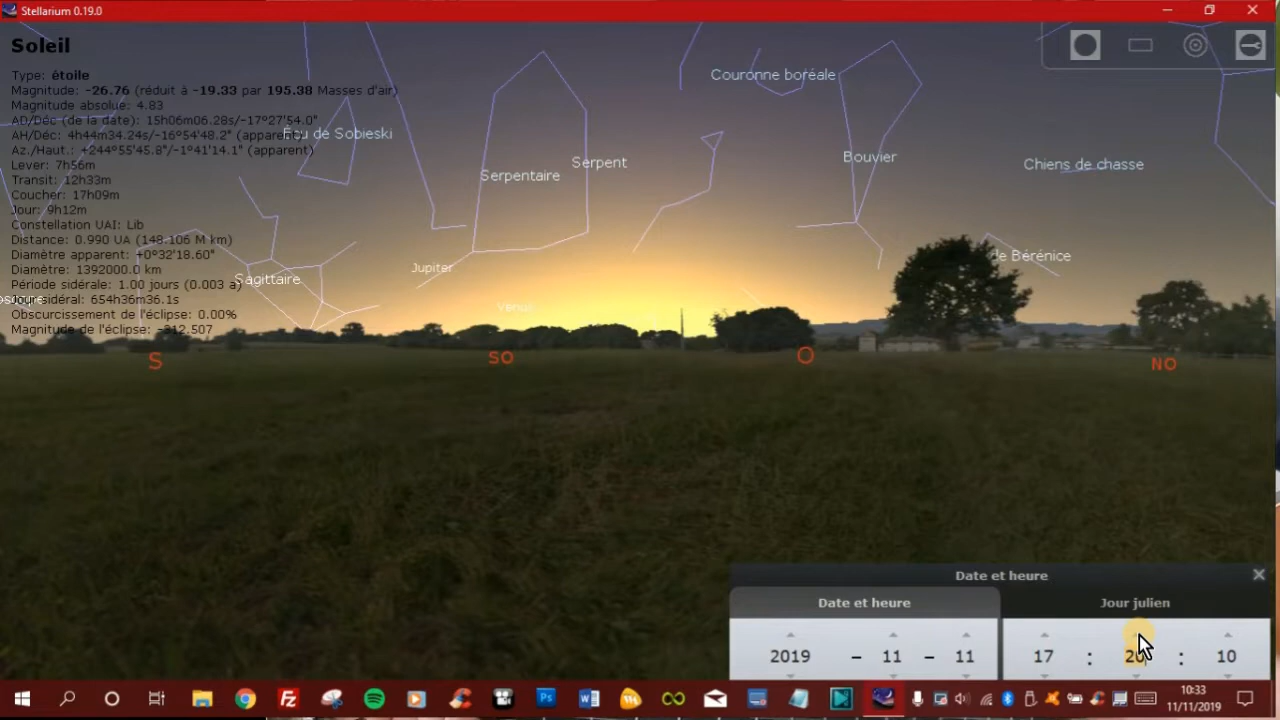 Stellarium 0.19.0
Soleil
Type: étoile
Magnitude: -26.76 (réduit à -19.33 par 195.38 Masses d'air)
Magnitude absolue: 4.83
AD/Déc (de la date): 15h06m06.28s/-17°27'54.0"
AH/Déc: 4h44m34.24s/-16°54'48.2" (apparent)
Az./Haut.: +244°55'45.8"/-1°41'14.1" (apparent)
Lever: 7h56m
Transit: 12h33m
Coucher: 17h09m
Jour: 9h12m
Constellation UAI: Lib
Distance: 0.990 UA (148.106 M km)
Diamètre apparent: +0°32'18.60"
Diamètre: 1392000.0 km
Période sidérale: 1.00 jours (0.003 a)
Jour sidéral: 654h36m36.1s
Obscurcissement de l'éclipse: 0.00%
Magnitude de l'éclipse: -312.507
Couronne boréale
Écu de Sobieski
Serpent
Serpentaire
Bouvier
Chiens de chasse
de Bérénice
Jupiter
Sagittaire
Venus
S
SO
O
NO
Date et heure
Date et heure
Jour julien
2019 – 11 – 11
17 : 20 : 10
10:33
11/11/2019